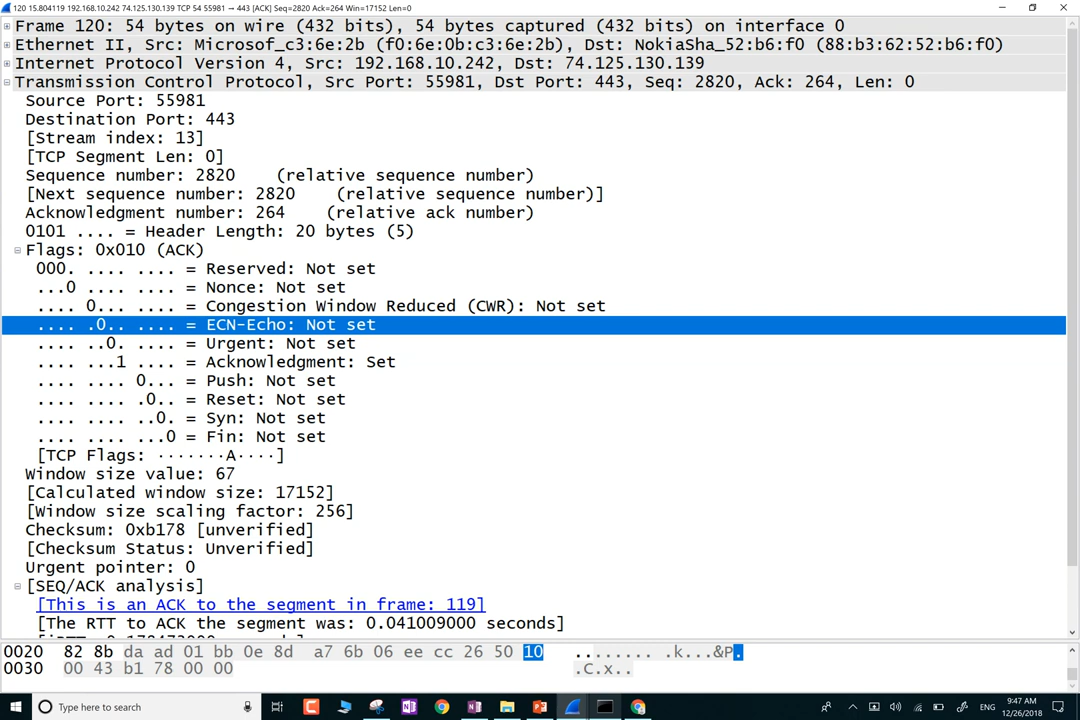 120 15.804119 192.168.10.242 74.125.130.139 TCP 54 55981 → 443 [ACK] Seq=2820 Ack=264 Win=17152 Len=0
Frame 120: 54 bytes on wire (432 bits), 54 bytes captured (432 bits) on interface 0
Ethernet II, Src: Microsof_c3:6e:2b (f0:6e:0b:c3:6e:2b), Dst: NokiaSha_52:b6:f0 (88:b3:62:52:b6:f0)
Internet Protocol Version 4, Src: 192.168.10.242, Dst: 74.125.130.139
Transmission Control Protocol, Src Port: 55981, Dst Port: 443, Seq: 2820, Ack: 264, Len: 0
Source Port: 55981
Destination Port: 443
[Stream index: 13]
[TCP Segment Len: 0]
Sequence number: 2820    (relative sequence number)
[Next sequence number: 2820    (relative sequence number)]
Acknowledgment number: 264    (relative ack number)
0101 .... = Header Length: 20 bytes (5)
Flags: 0x010 (ACK)
000. .... .... = Reserved: Not set
...0 .... .... = Nonce: Not set
.... 0... .... = Congestion Window Reduced (CWR): Not set
.... .0.. .... = ECN-Echo: Not set
.... ..0. .... = Urgent: Not set
.... ...1 .... = Acknowledgment: Set
.... .... 0... = Push: Not set
.... .... .0.. = Reset: Not set
.... .... ..0. = Syn: Not set
.... .... ...0 = Fin: Not set
[TCP Flags: ·······A····]
Window size value: 67
[Calculated window size: 17152]
[Window size scaling factor: 256]
Checksum: 0xb178 [unverified]
[Checksum Status: Unverified]
Urgent pointer: 0
[SEQ/ACK analysis]
[This is an ACK to the segment in frame: 119]
[The RTT to ACK the segment was: 0.041009000 seconds]
0020 82 8b da ad 01 bb 0e 8d a7 6b 06 ee cc 26 50 10 ........ .k...&P.
0030 00 43 b1 78 00 00 .C.x..
Type here to search
ENG
9:47 AM
12/26/2018